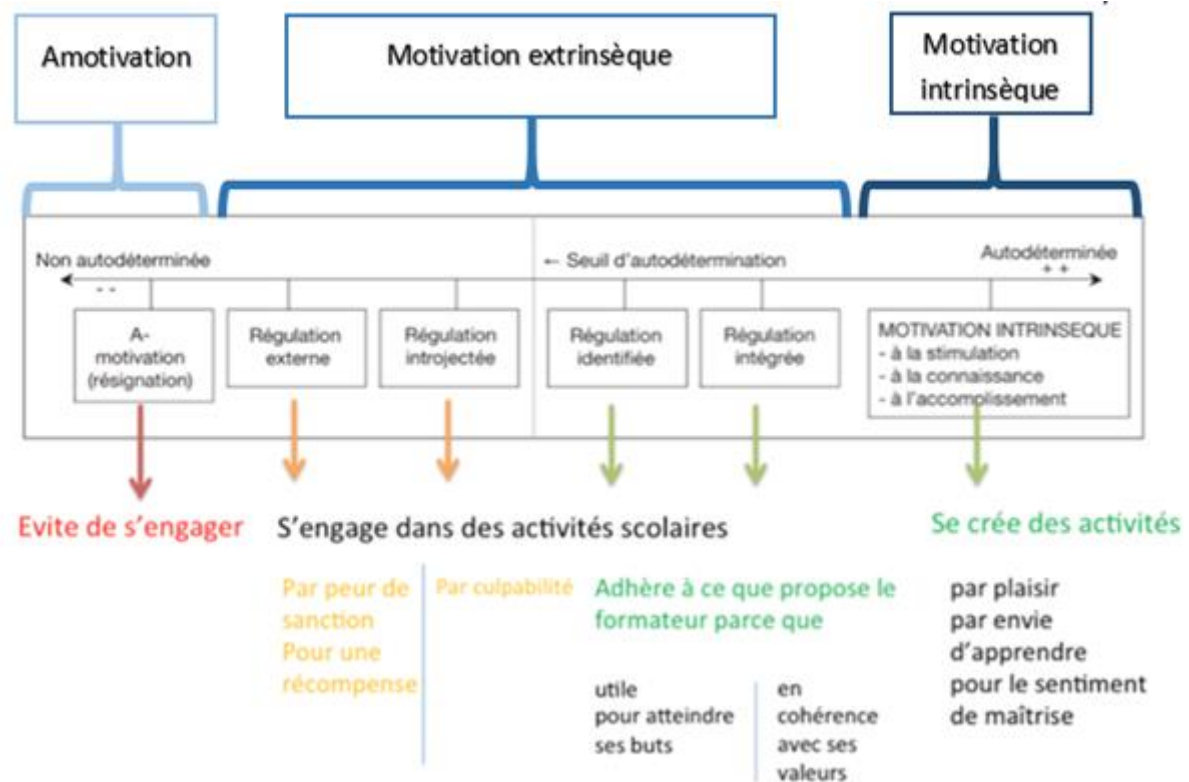 Amotivation
Motivation extrinsèque
Motivation
intrinsèque
Non autodéterminée
- -
← Seuil d'autodétermination
Autodéterminée
+ +
A-
motivation
(résignation)
Régulation
externe
Régulation
introjectée
Régulation
identifiée
Régulation
intégrée
MOTIVATION INTRINSEQUE
- à la stimulation
- à la connaissance
- à l'accomplissement
Evite de s'engager
S'engage dans des activités scolaires
Se crée des activités
Par peur de
sanction
Pour une
récompense
Par culpabilité
Adhère à ce que propose le
formateur parce que
utile
pour atteindre
ses buts
en
cohérence
avec ses
valeurs
par plaisir
par envie
d'apprendre
pour le sentiment
de maîtrise